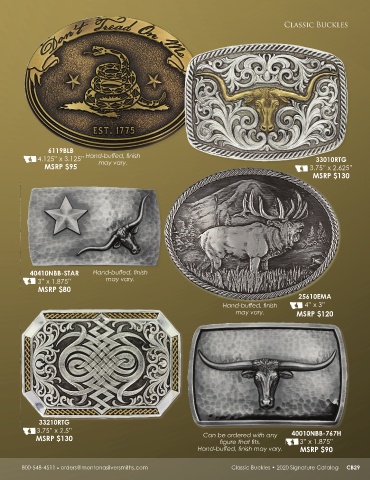 CLASSIC BUCKLES
Don't Tread On Me
EST. 1775
6119BLB
4.125" x 3.125"
MSRP $95
Hand-buffed, finish
may vary.
33010RTG
3.75" x 2.625"
MSRP $130
40410NBB-STAR
3" x 1.875"
MSRP $80
Hand-buffed, finish
may vary.
25610EMA
4" x 3"
MSRP $120
Hand-buffed, finish
may vary.
33210RTG
3.75" x 2.5"
MSRP $130
Can be ordered with any
figure that fits.
Hand-buffed, finish may vary.
40010NBB-767H
3" x 1.875"
MSRP $90
800-548-4511 • orders@montanasilversmiths.com
Classic Buckles • 2020 Signature Catalog CB29